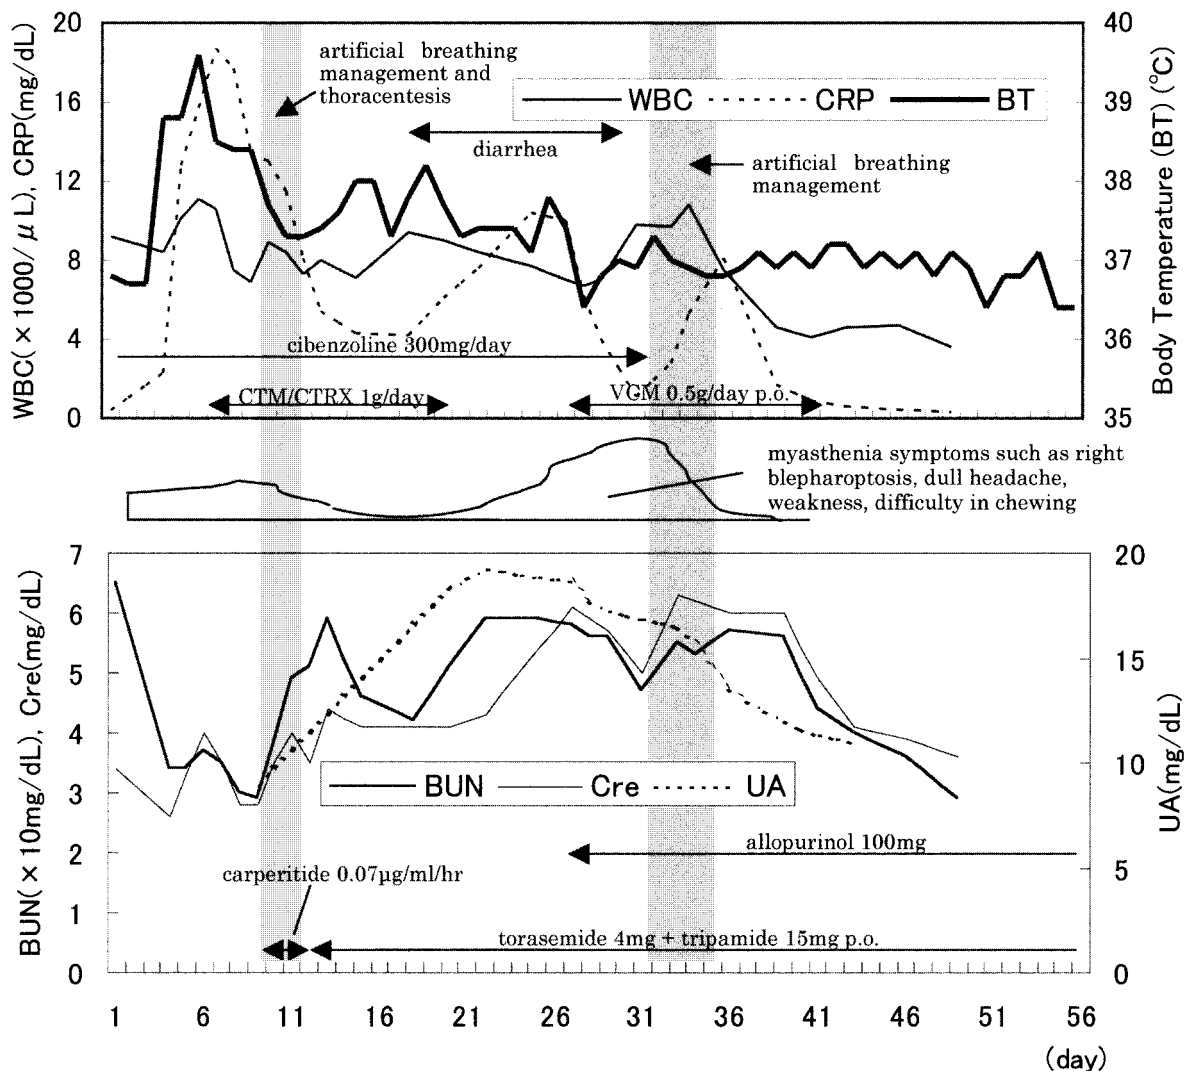 20
16
12
8
4
0
WBC(×1000/μL), CRP(mg/dL)
40
39
38
37
36
35
Body Temperature (BT) (°C)
artificial breathing
management and
thoracentesis
WBC CRP BT
diarrhea
artificial breathing
management
cibenzoline 300mg/day
CTM/CTRX 1g/day
VCM 0.5g/day p.o.
myasthenia symptoms such as right
blepharoptosis, dull headache,
weakness, difficulty in chewing
7
6
5
4
3
2
1
0
BUN(×10mg/dL), Cre(mg/dL)
20
15
10
5
0
UA(mg/dL)
BUN Cre UA
allopurinol 100mg
carperitide 0.07μg/ml/hr
torasemide 4mg + tripamide 15mg p.o.
1 6 11 16 21 26 31 36 41 46 51 56
(day)